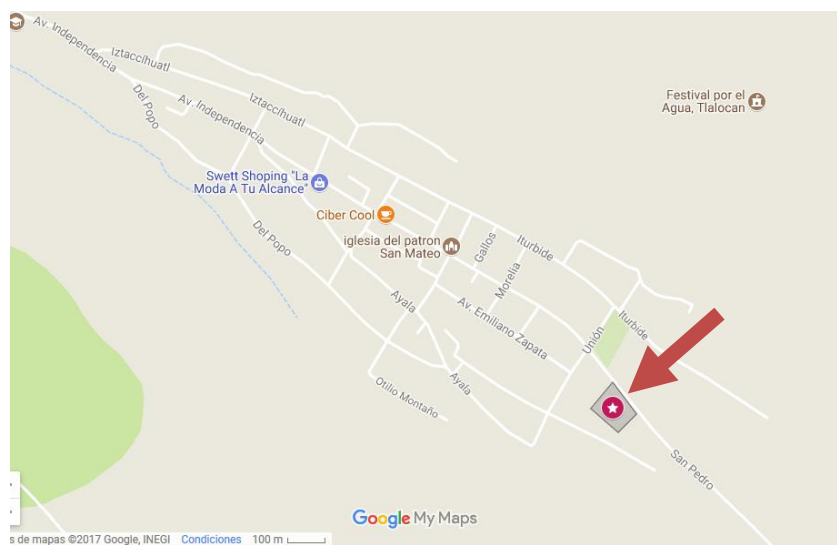 Av. Independencia
Iztaccíhuatl
Del Popo
Av. Independencia
Iztaccíhuatl
Festival por el
Agua, Tlalocan
Swett Shoping "La
Moda A Tu Alcance"
Ciber Cool
Del Popo
iglesia del patron
San Mateo
Gallos
Iturbide
Morelia
Ayala
Av. Emiliano Zapata
Unión
Iturbide
Otilio Montaño
Ayala
San Pedro
Google My Maps
s de mapas ©2017 Google, INEGI Condiciones 100 m